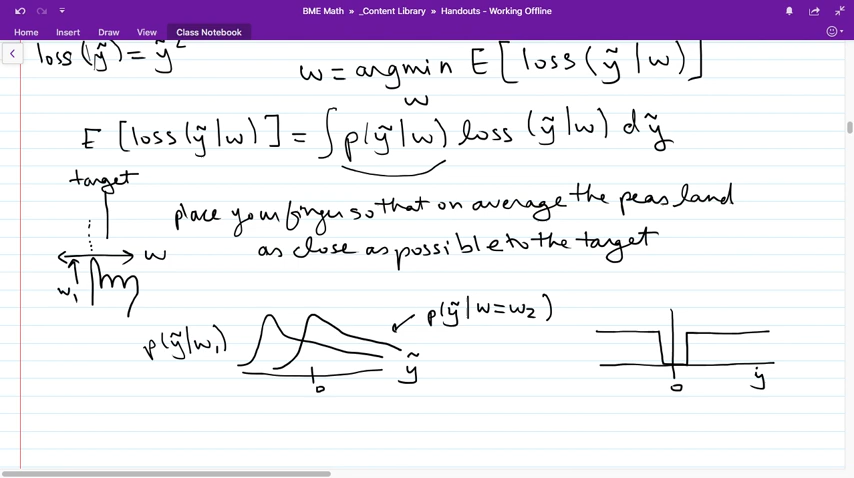 BME Math » _Content Library » Handouts - Working Offline
Home Insert Draw View Class Notebook
loss(ỹ) = ỹ²
w = argmin E[loss(ỹ|w)]
w
E[loss(ỹ|w)] = ∫ p(ỹ|w) loss(ỹ|w) dỹ
target
place your finger so that on average the peas land
as close as possible to the target
w
w₁
p(ỹ|w₁)
p(ỹ|w=w₂)
ỹ
0
0
ỹ